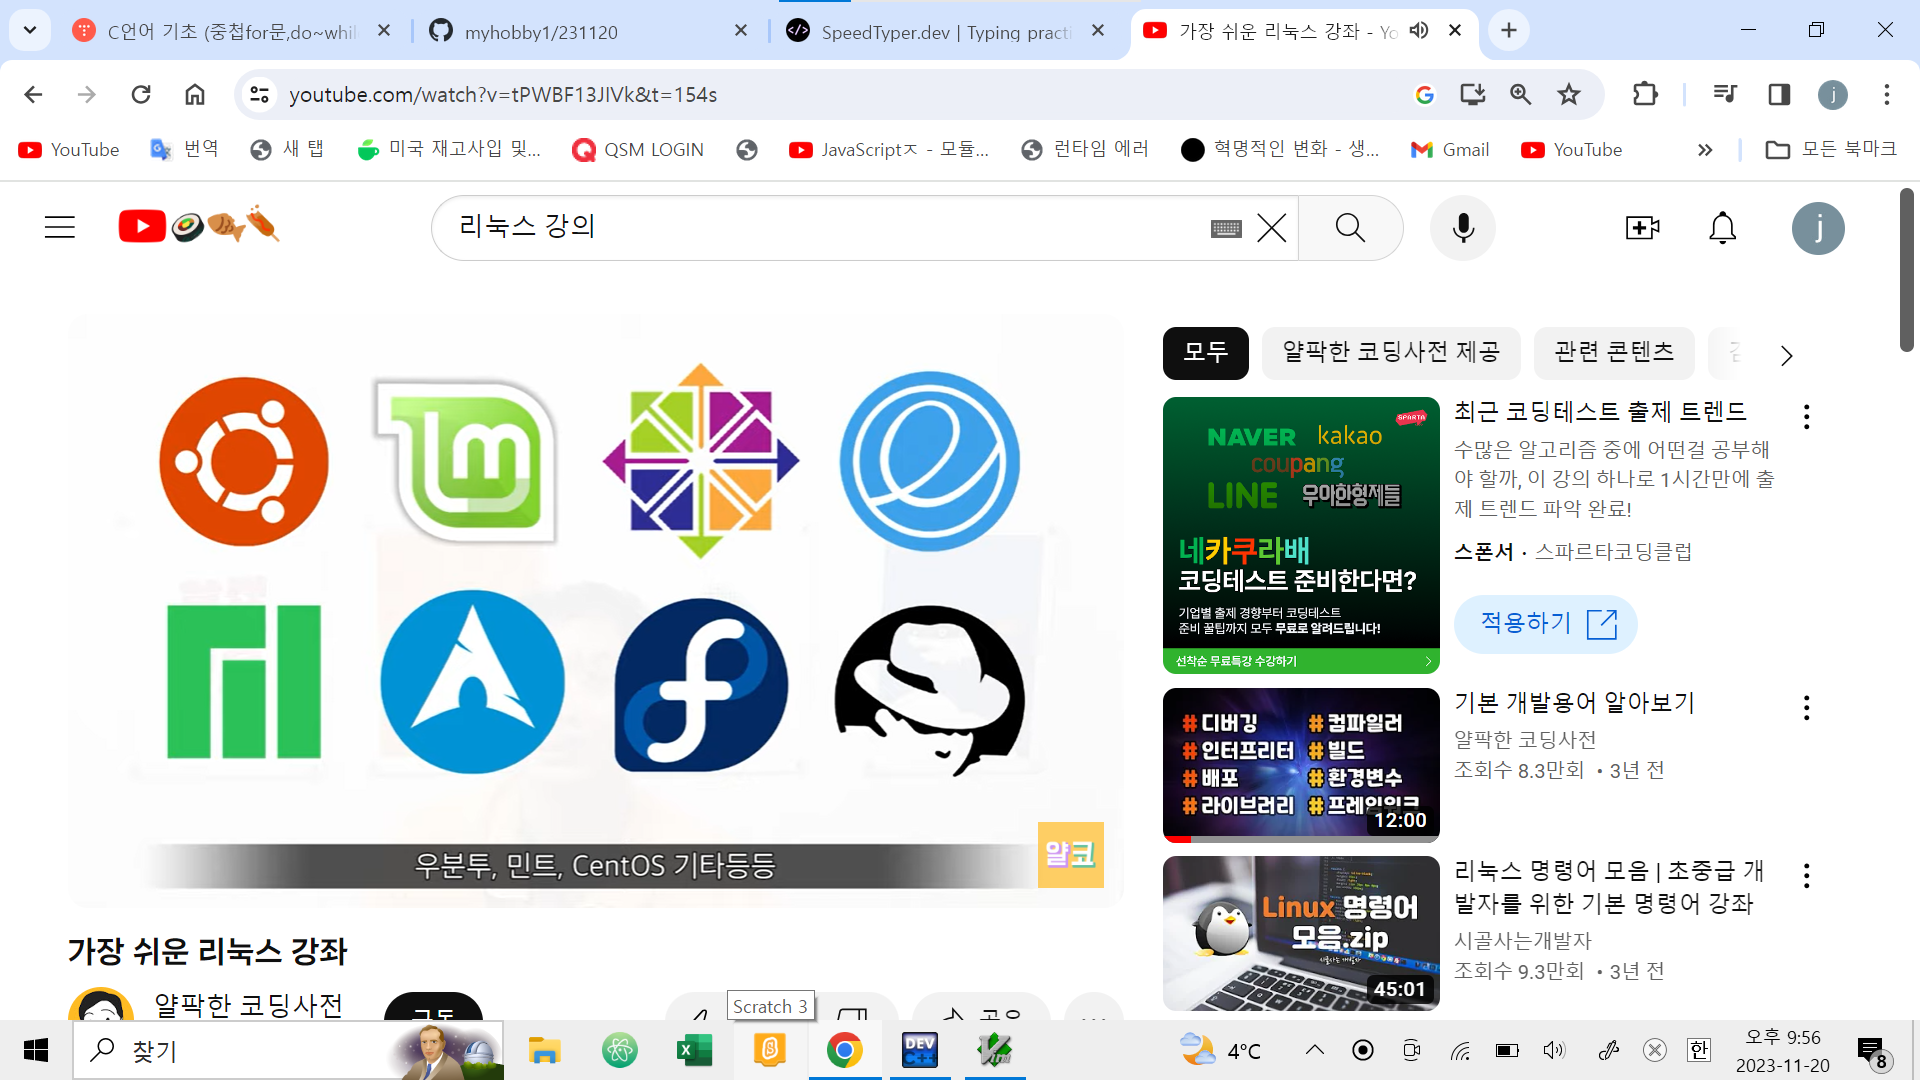 C언어 기초 (중첩for문,do~whil
myhobby1/231120
SpeedTyper.dev | Typing practi
가장 쉬운 리눅스 강좌 - Yo
youtube.com/watch?v=tPWBF13JIVk&t=154s
YouTube
번역
새 탭
미국 재고사입 및...
QSM LOGIN
JavaScriptㅈ - 모듈...
런타임 에러
혁명적인 변화 - 생...
Gmail
YouTube
모든 북마크
리눅스 강의
j
모두
얄팍한 코딩사전 제공
관련 콘텐츠
우분투, 민트, CentOS 기타등등
얄코
SPARTA
NAVER kakao
coupang
LINE 우아한형제들
네카쿠라배
코딩테스트 준비한다면?
기업별 출제 경향부터 코딩테스트
준비 꿀팁까지 모두 무료로 알려드립니다!
선착순 무료특강 수강하기
최근 코딩테스트 출제 트렌드
수많은 알고리즘 중에 어떤걸 공부해
야 할까, 이 강의 하나로 1시간만에 출
제 트렌드 파악 완료!
스폰서 · 스파르타코딩클럽
적용하기
# 디버깅 # 컴파일러
# 인터프리터 # 빌드
# 배포 # 환경변수
# 라이브러리 # 프레임워크
12:00
기본 개발용어 알아보기
얄팍한 코딩사전
조회수 8.3만회 • 3년 전
Linux 명령어
모음.zip
시골사는개발자
45:01
리눅스 명령어 모음 | 초중급 개
발자를 위한 기본 명령어 강좌
시골사는개발자
조회수 9.3만회 • 3년 전
가장 쉬운 리눅스 강좌
얄팍한 코딩사전
구독
공유
Scratch 3
찾기
DEV
C++
4°C
한
오후 9:56
2023-11-20
8